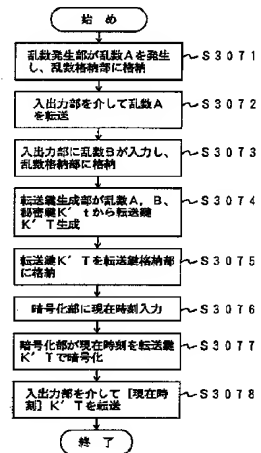 始め
乱数発生部が乱数Aを発生
し、乱数格納部に格納
S3071
入出力部を介して乱数A
を転送
S3072
入出力部に乱数Bが入力し、
乱数格納部に格納
S3073
転送鍵生成部が乱数A,B、
秘密鍵K'tから転送鍵
K'T生成
S3074
転送鍵K'Tを転送鍵格納部
に格納
S3075
暗号化部に現在時刻入力
S3076
暗号化部が現在時刻を転送鍵
K'Tで暗号化
S3077
入出力部を介して[現在時
刻]K'Tを転送
S3078
終了